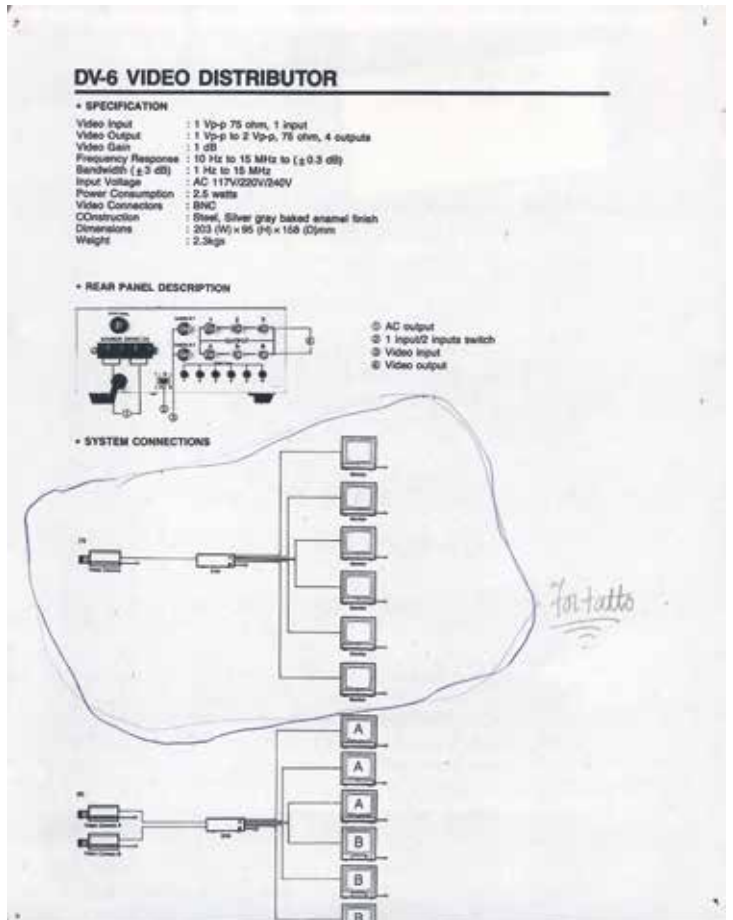 DV-6 VIDEO DISTRIBUTOR
• SPECIFICATION
Video Input : 1 Vp-p 75 ohm, 1 input
Video Output : 1 Vp-p to 2 Vp-p, 75 ohm, 4 outputs
Video Gain : 1 dB
Frequency Response : 10 Hz to 15 MHz to (±0.3 dB)
Bandwidth (±3 dB) : 1 Hz to 15 MHz
Input Voltage : AC 117V/220V/240V
Power Consumption : 2.5 watts
Video Connectors : BNC
COnstruction : Steel, Silver gray baked enamel finish
Dimensions : 203 (W) × 95 (H) × 158 (D)mm
Weight : 2.3kgs
• REAR PANEL DESCRIPTION
① AC output
② 1 input/2 inputs switch
③ Video input
④ Video output
• SYSTEM CONNECTIONS
A
A
A
B
B
B